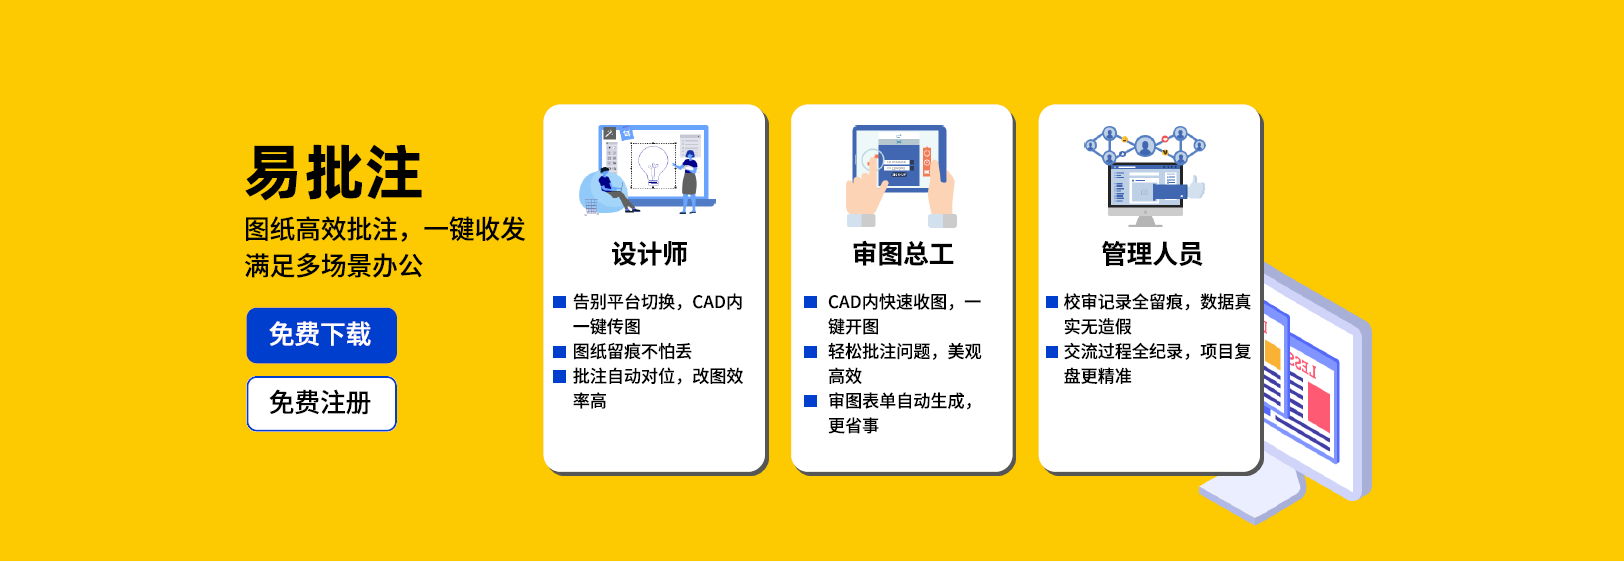 易批注
图纸高效批注，一键收发
满足多场景办公
免费下载
免费注册
设计师
告别平台切换，CAD内
一键传图
图纸留痕不怕丢
批注自动对位，改图效
率高
审图总工
CAD内快速收图，一
键开图
轻松批注问题，美观
高效
审图表单自动生成，
更省事
管理人员
校审记录全留痕，数据真
实无造假
交流过程全纪录，项目复
盘更精准
LESS